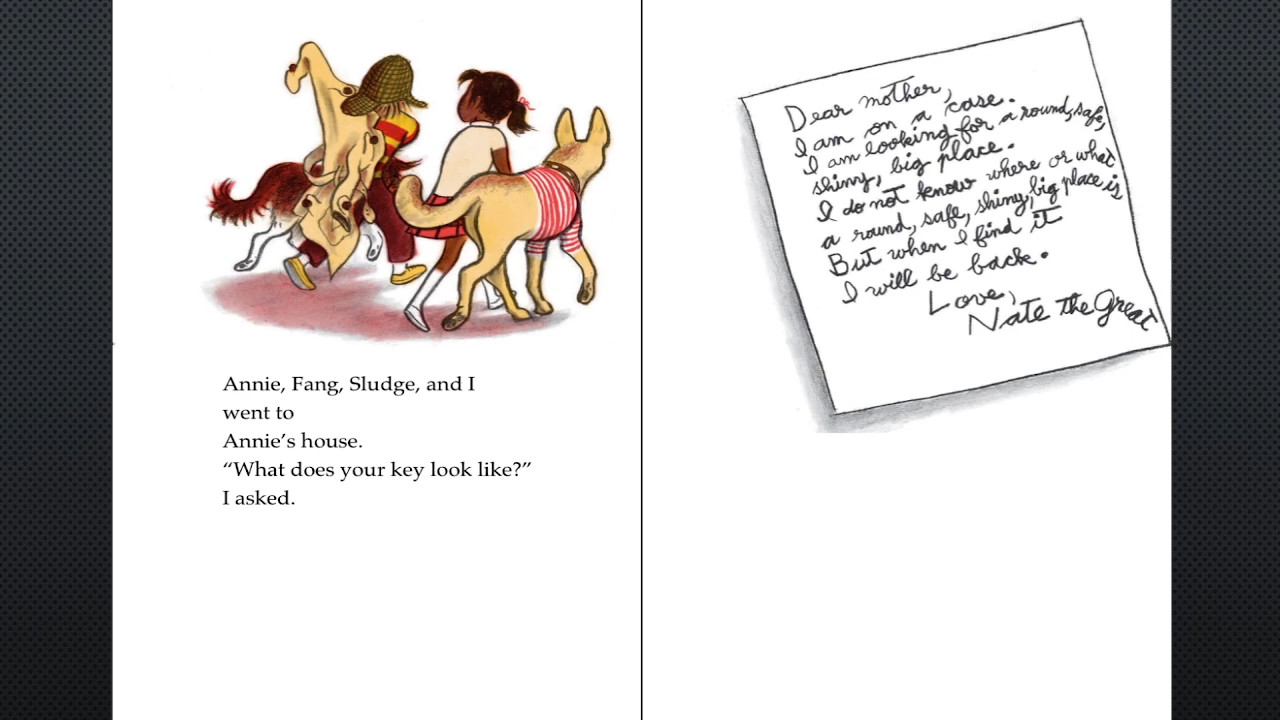 Annie, Fang, Sludge, and I
went to
Annie’s house.
“What does your key look like?”
I asked.
Dear mother,
I am on a case.
I am looking for a round, safe,
shiny, big place.
I do not know where or what
a round, safe, shiny, big place is
But when I find it
I will be back.
Love,
Nate the Great